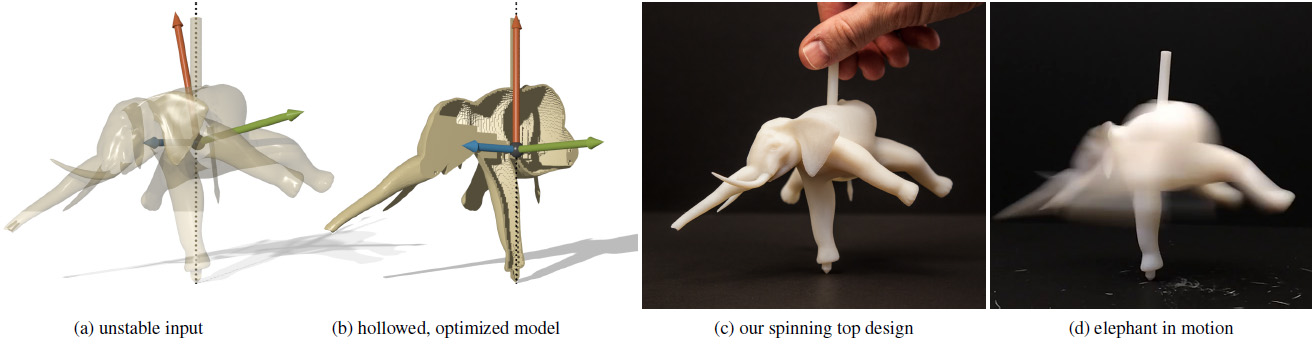 (a) unstable input
(b) hollowed, optimized model
(c) our spinning top design
(d) elephant in motion